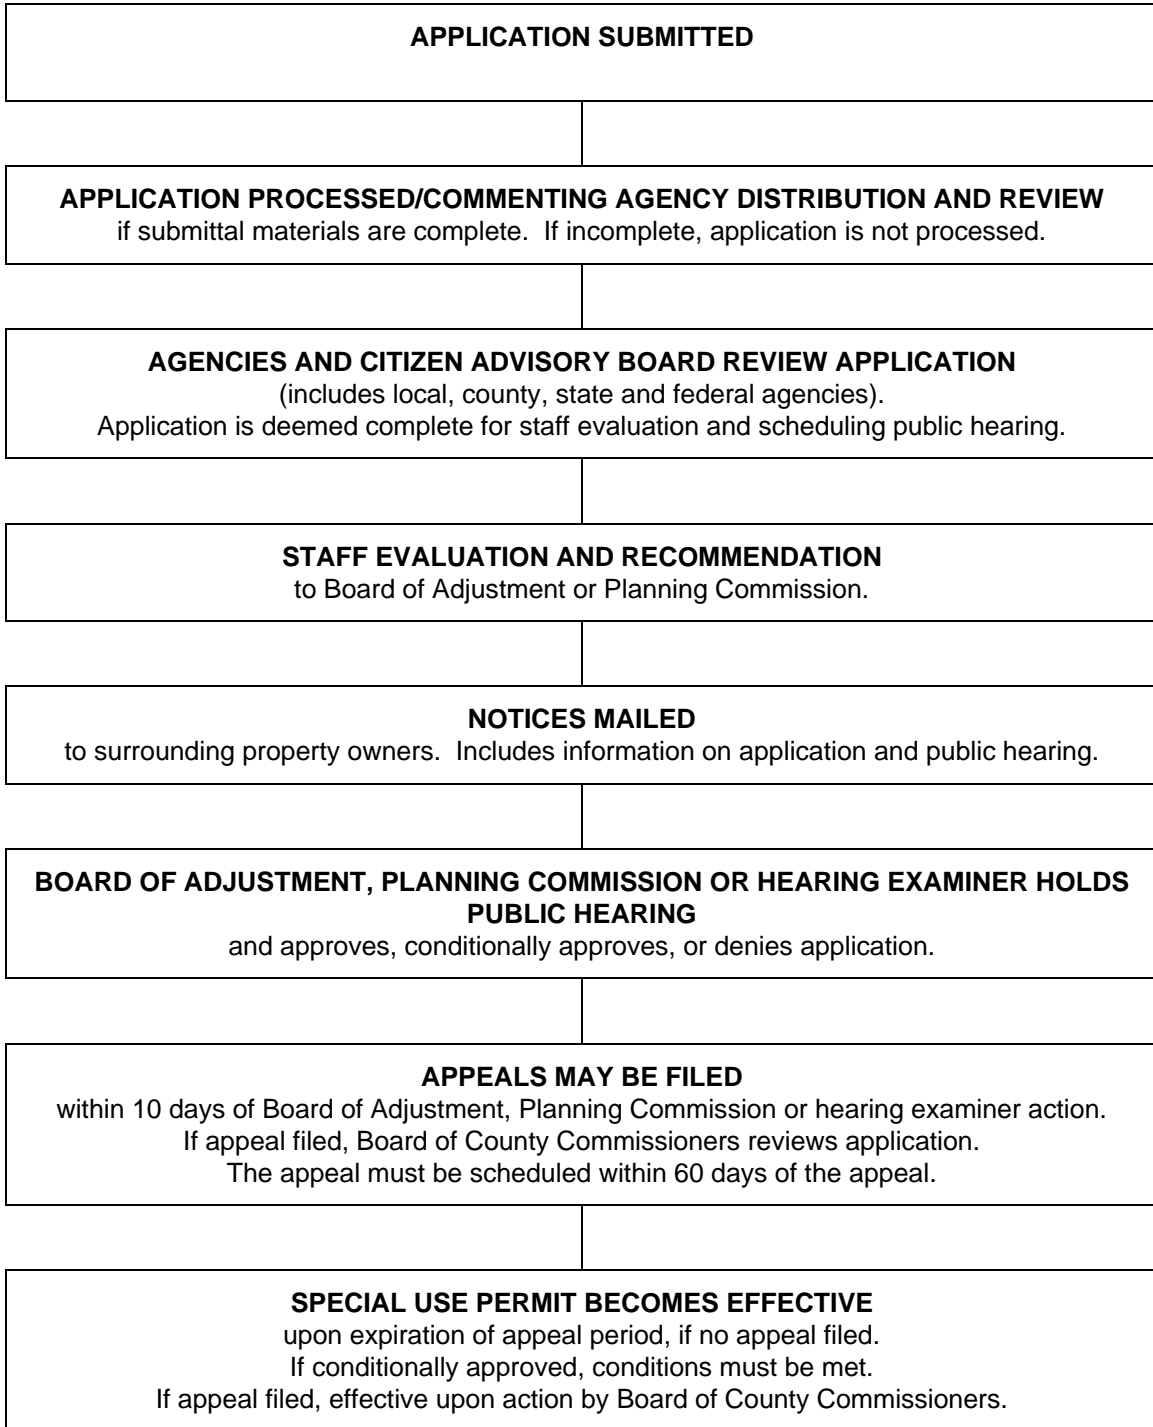 APPLICATION SUBMITTED
APPLICATION PROCESSED/COMMENTING AGENCY DISTRIBUTION AND REVIEW
if submittal materials are complete.  If incomplete, application is not processed.
AGENCIES AND CITIZEN ADVISORY BOARD REVIEW APPLICATION
(includes local, county, state and federal agencies).
Application is deemed complete for staff evaluation and scheduling public hearing.
STAFF EVALUATION AND RECOMMENDATION
to Board of Adjustment or Planning Commission.
NOTICES MAILED
to surrounding property owners.  Includes information on application and public hearing.
BOARD OF ADJUSTMENT, PLANNING COMMISSION OR HEARING EXAMINER HOLDS
PUBLIC HEARING
and approves, conditionally approves, or denies application.
APPEALS MAY BE FILED
within 10 days of Board of Adjustment, Planning Commission or hearing examiner action.
If appeal filed, Board of County Commissioners reviews application.
The appeal must be scheduled within 60 days of the appeal.
SPECIAL USE PERMIT BECOMES EFFECTIVE
upon expiration of appeal period, if no appeal filed.
If conditionally approved, conditions must be met.
If appeal filed, effective upon action by Board of County Commissioners.